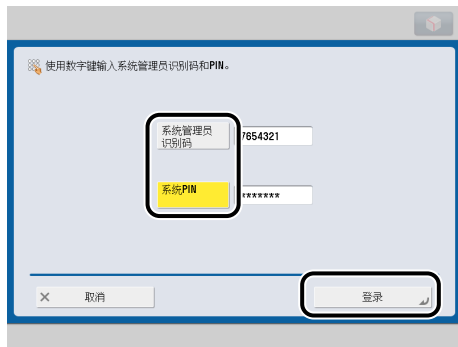 使用数字键输入系统管理员识别码和PIN。
系统管理员
识别码
7654321
系统PIN
*******
取消
登录